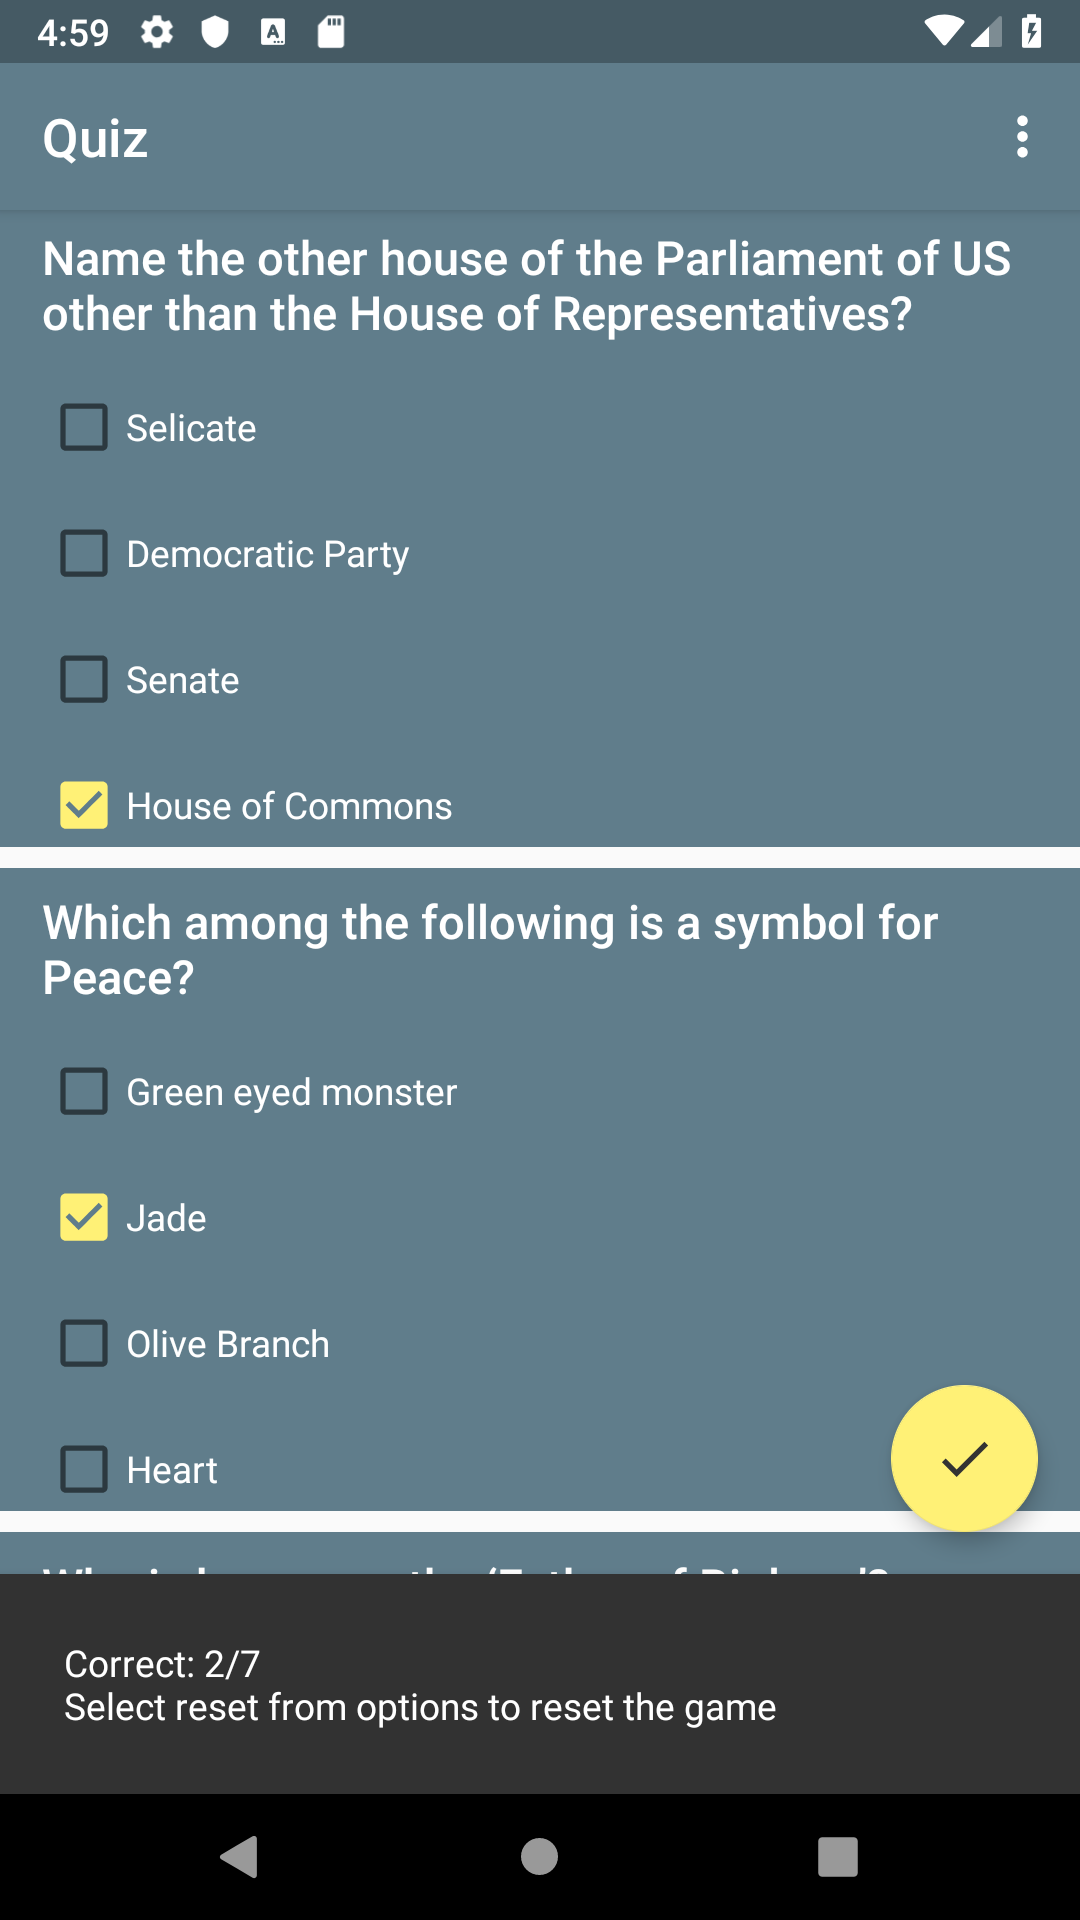 4:59
Quiz
Name the other house of the Parliament of US
other than the House of Representatives?
Selicate
Democratic Party
Senate
House of Commons
Which among the following is a symbol for
Peace?
Green eyed monster
Jade
Olive Branch
Heart
Correct: 2/7
Select reset from options to reset the game